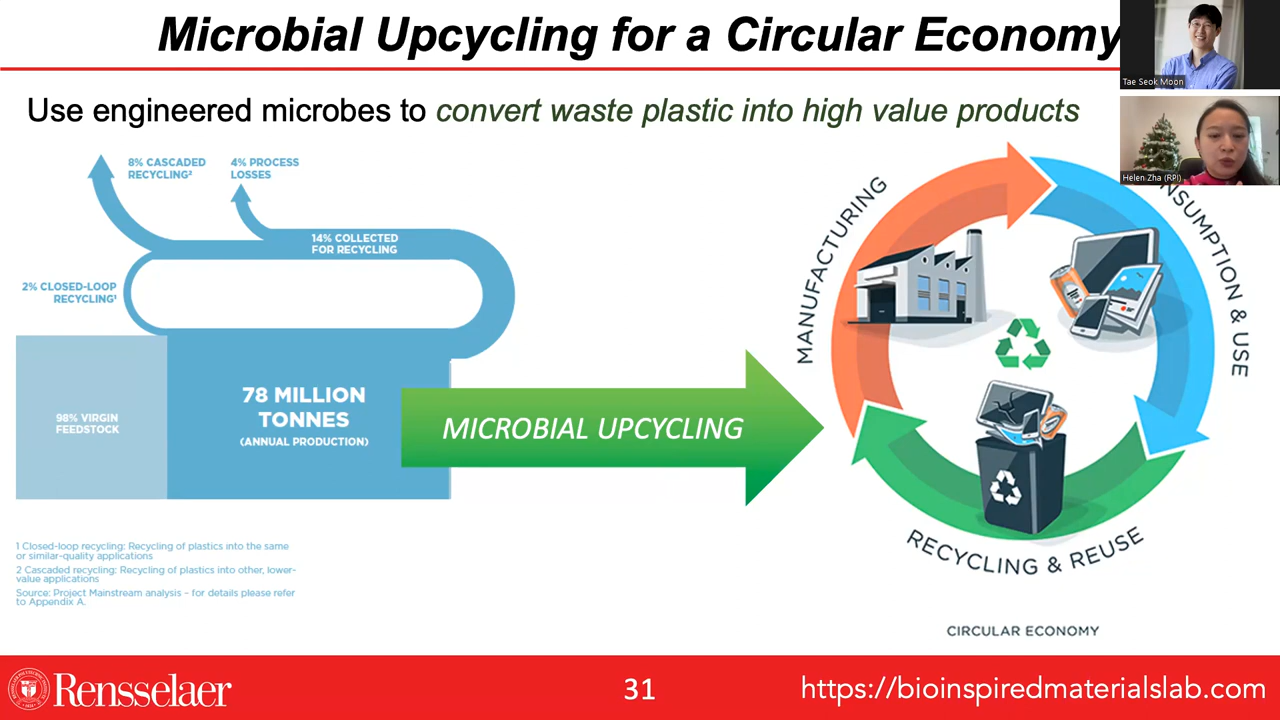 Microbial Upcycling for a Circular Economy
Tae Seok Moon
Helen Zha (RPI)
Use engineered microbes to convert waste plastic into high value products
8% CASCADED
RECYCLING²
4% PROCESS
LOSSES
14% COLLECTED
FOR RECYCLING
2% CLOSED-LOOP
RECYCLING¹
98% VIRGIN
FEEDSTOCK
78 MILLION
TONNES
(ANNUAL PRODUCTION)
MICROBIAL UPCYCLING
MANUFACTURING
NSUMPTION & USE
RECYCLING & REUSE
CIRCULAR ECONOMY
1 Closed-loop recycling: Recycling of plastics into the same
or similar-quality applications
2 Cascaded recycling: Recycling of plastics into other, lower-
value applications
Source: Project Mainstream analysis – for details please refer
to Appendix A.
Rensselaer
31
https://bioinspiredmaterialslab.com